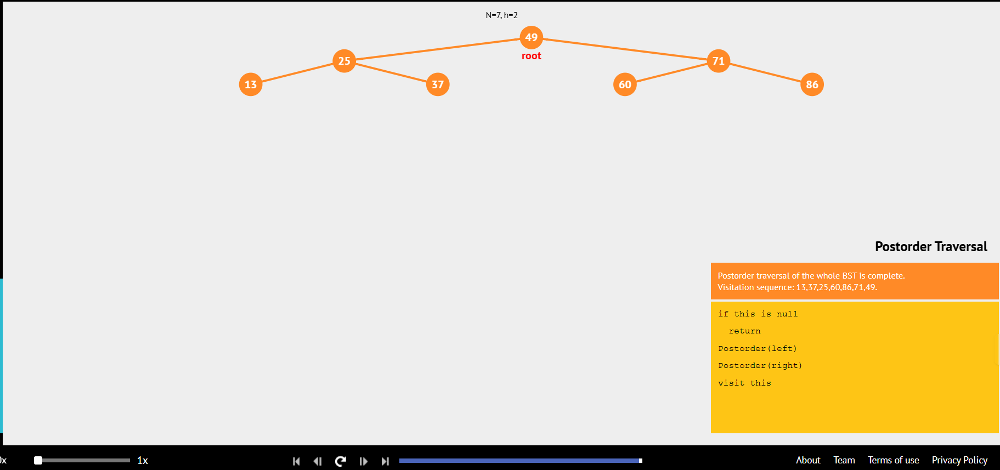 N=7, h=2
49
root
25
71
13
37
60
86
Postorder Traversal
Postorder traversal of the whole BST is complete.
Visitation sequence: 13,37,25,60,86,71,49.
if this is null
return
Postorder(left)
Postorder(right)
visit this
1x
About Team Terms of use Privacy Policy